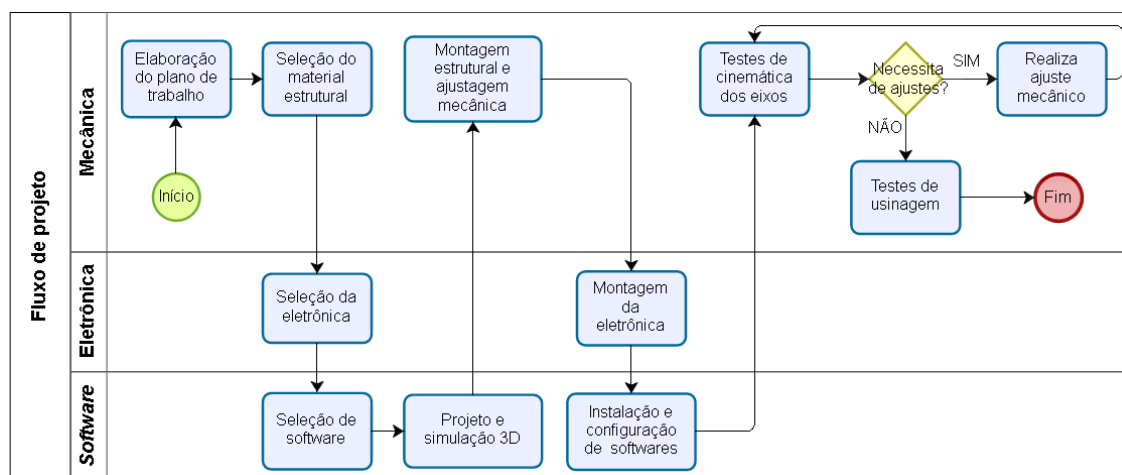 Fluxo de projeto
Mecânica
Elaboração
do plano de
trabalho
Seleção do
material
estrutural
Montagem
estrutural e
ajustagem
mecânica
Testes de
cinemática
dos eixos
Necessita
de ajustes?
SIM
Realiza
ajuste
mecânico
NÃO
Início
Testes de
usinagem
Fim
Eletrônica
Seleção da
eletrônica
Montagem
da
eletrônica
Software
Seleção de
software
Projeto e
simulação 3D
Instalação e
configuração
de softwares